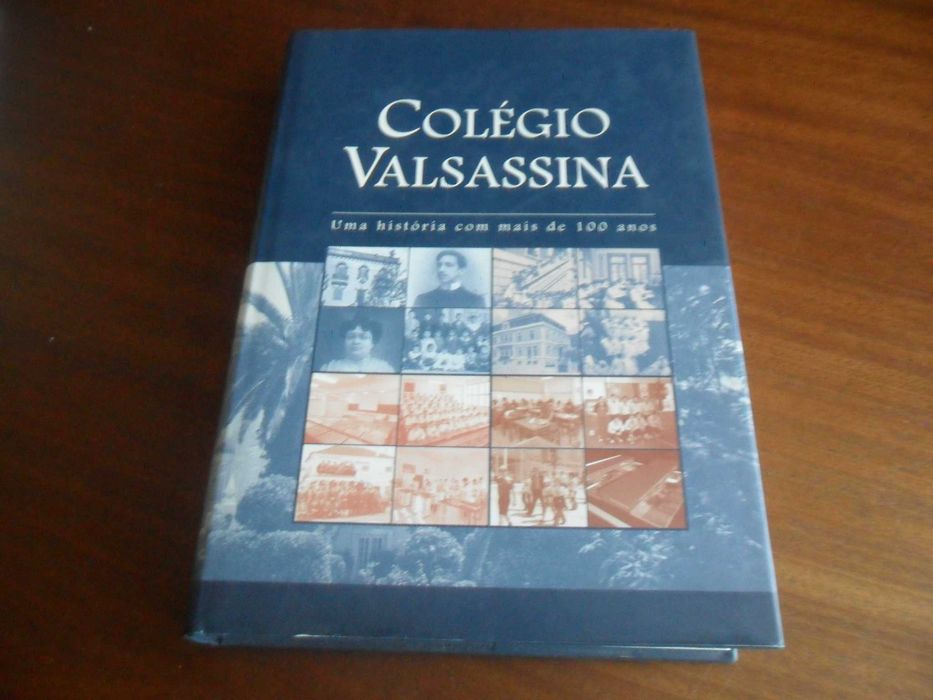 COLÉGIO
VALSASSINA
Uma história com mais de 100 anos